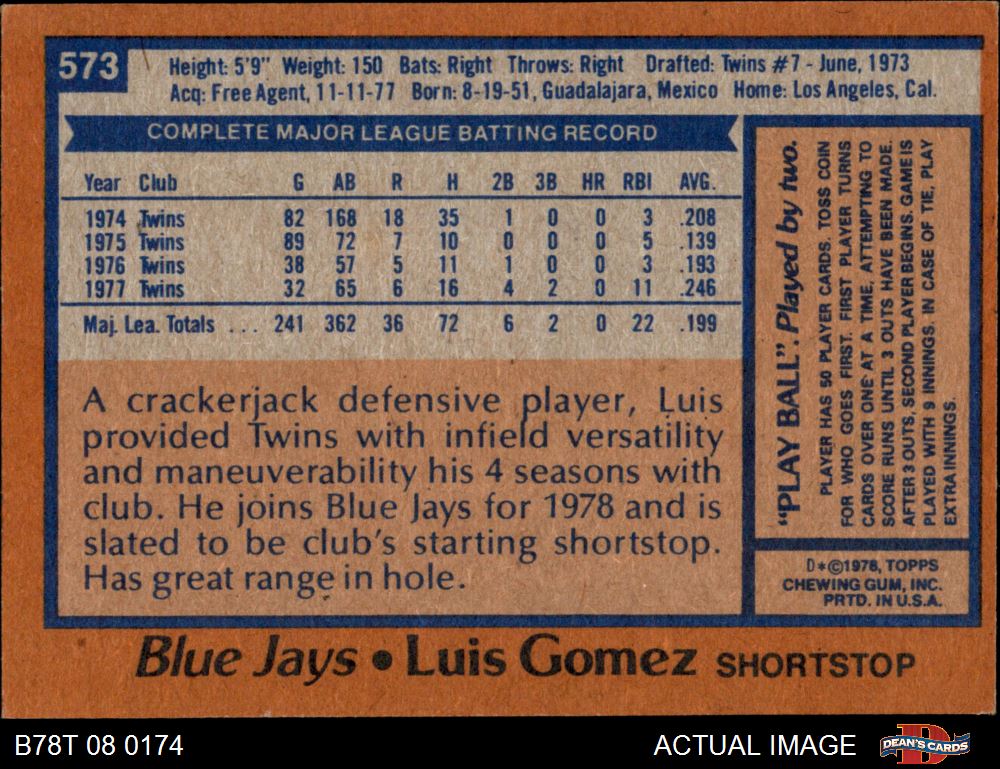 573
Height: 5'9" Weight: 150 Bats: Right Throws: Right Drafted: Twins #7 - June, 1973
Acq: Free Agent, 11-11-77 Born: 8-19-51, Guadalajara, Mexico Home: Los Angeles, Cal.
COMPLETE MAJOR LEAGUE BATTING RECORD
Year Club G AB R H 2B 3B HR RBI AVG.
1974 Twins 82 168 18 35 1 0 0 3 .208
1975 Twins 89 72 7 10 0 0 0 5 .139
1976 Twins 38 57 5 11 1 0 0 3 .193
1977 Twins 32 65 6 16 4 2 0 11 .246
Maj. Lea. Totals ... 241 362 36 72 6 2 0 22 .199
A crackerjack defensive player, Luis
provided Twins with infield versatility
and maneuverability his 4 seasons with
club. He joins Blue Jays for 1978 and is
slated to be club's starting shortstop.
Has great range in hole.
"PLAY BALL". Played by two.
PLAYER HAS 50 PLAYER CARDS. TOSS COIN
FOR WHO GOES FIRST. FIRST PLAYER TURNS
CARDS OVER ONE AT A TIME, ATTEMPTING TO
SCORE RUNS UNTIL 3 OUTS HAVE BEEN MADE.
AFTER 3 OUTS, SECOND PLAYER BEGINS. GAME IS
PLAYED WITH 9 INNINGS. IN CASE OF TIE, PLAY
EXTRA INNINGS.
D*©1978, TOPPS
CHEWING GUM, INC.
PRTD. IN U.S.A.
Blue Jays • Luis Gomez SHORTSTOP
B78T 08 0174
ACTUAL IMAGE
D
DEAN'S CARDS